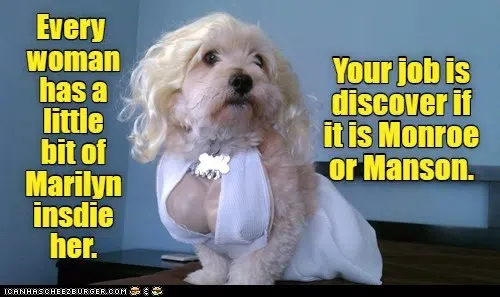 Every
woman
has a
little
bit of
Marilyn
insdie
her.
Your job is
discover if
it is Monroe
or Manson.
ICANHASCHEEZBURGER.COM